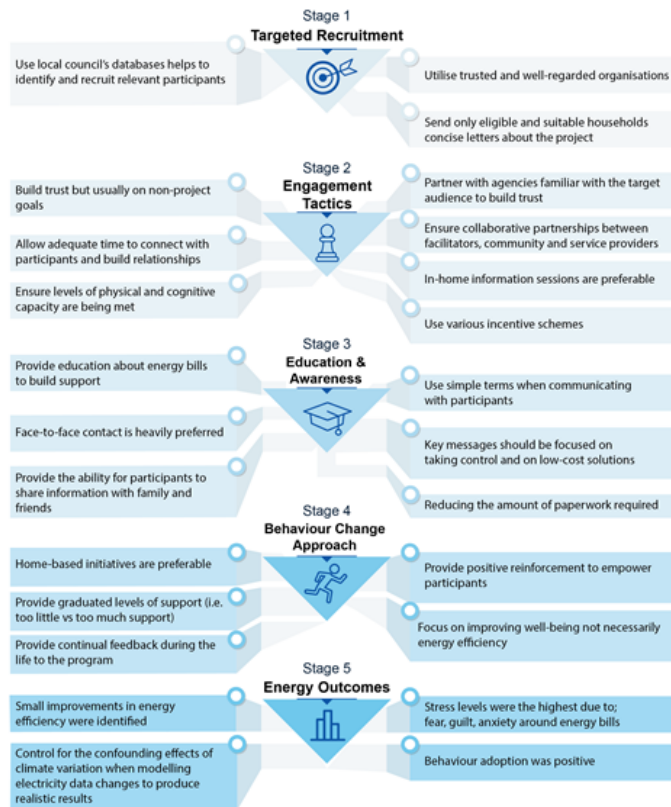 Stage 1
Targeted Recruitment
Use local council's databases helps to
identify and recruit relevant participants
Utilise trusted and well-regarded organisations
Send only eligible and suitable households
concise letters about the project
Stage 2
Engagement
Tactics
Build trust but usually on non-project
goals
Allow adequate time to connect with
participants and build relationships
Ensure levels of physical and cognitive
capacity are being met
Partner with agencies familiar with the target
audience to build trust
Ensure collaborative partnerships between
facilitators, community and service providers
In-home information sessions are preferable
Use various incentive schemes
Stage 3
Education &
Awareness
Provide education about energy bills
to build support
Face-to-face contact is heavily preferred
Provide the ability for participants to
share information with family and
friends
Use simple terms when communicating
with participants
Key messages should be focused on
taking control and on low-cost solutions
Reducing the amount of paperwork required
Stage 4
Behaviour Change
Approach
Home-based initiatives are preferable
Provide graduated levels of support (i.e.
too little vs too much support)
Provide continual feedback during the
life to the program
Provide positive reinforcement to empower
participants
Focus on improving well-being not necessarily
energy efficiency
Stage 5
Energy Outcomes
Small improvements in energy
efficiency were identified
Control for the confounding effects of
climate variation when modelling
electricity data changes to produce
realistic results
Stress levels were the highest due to;
fear, guilt, anxiety around energy bills
Behaviour adoption was positive